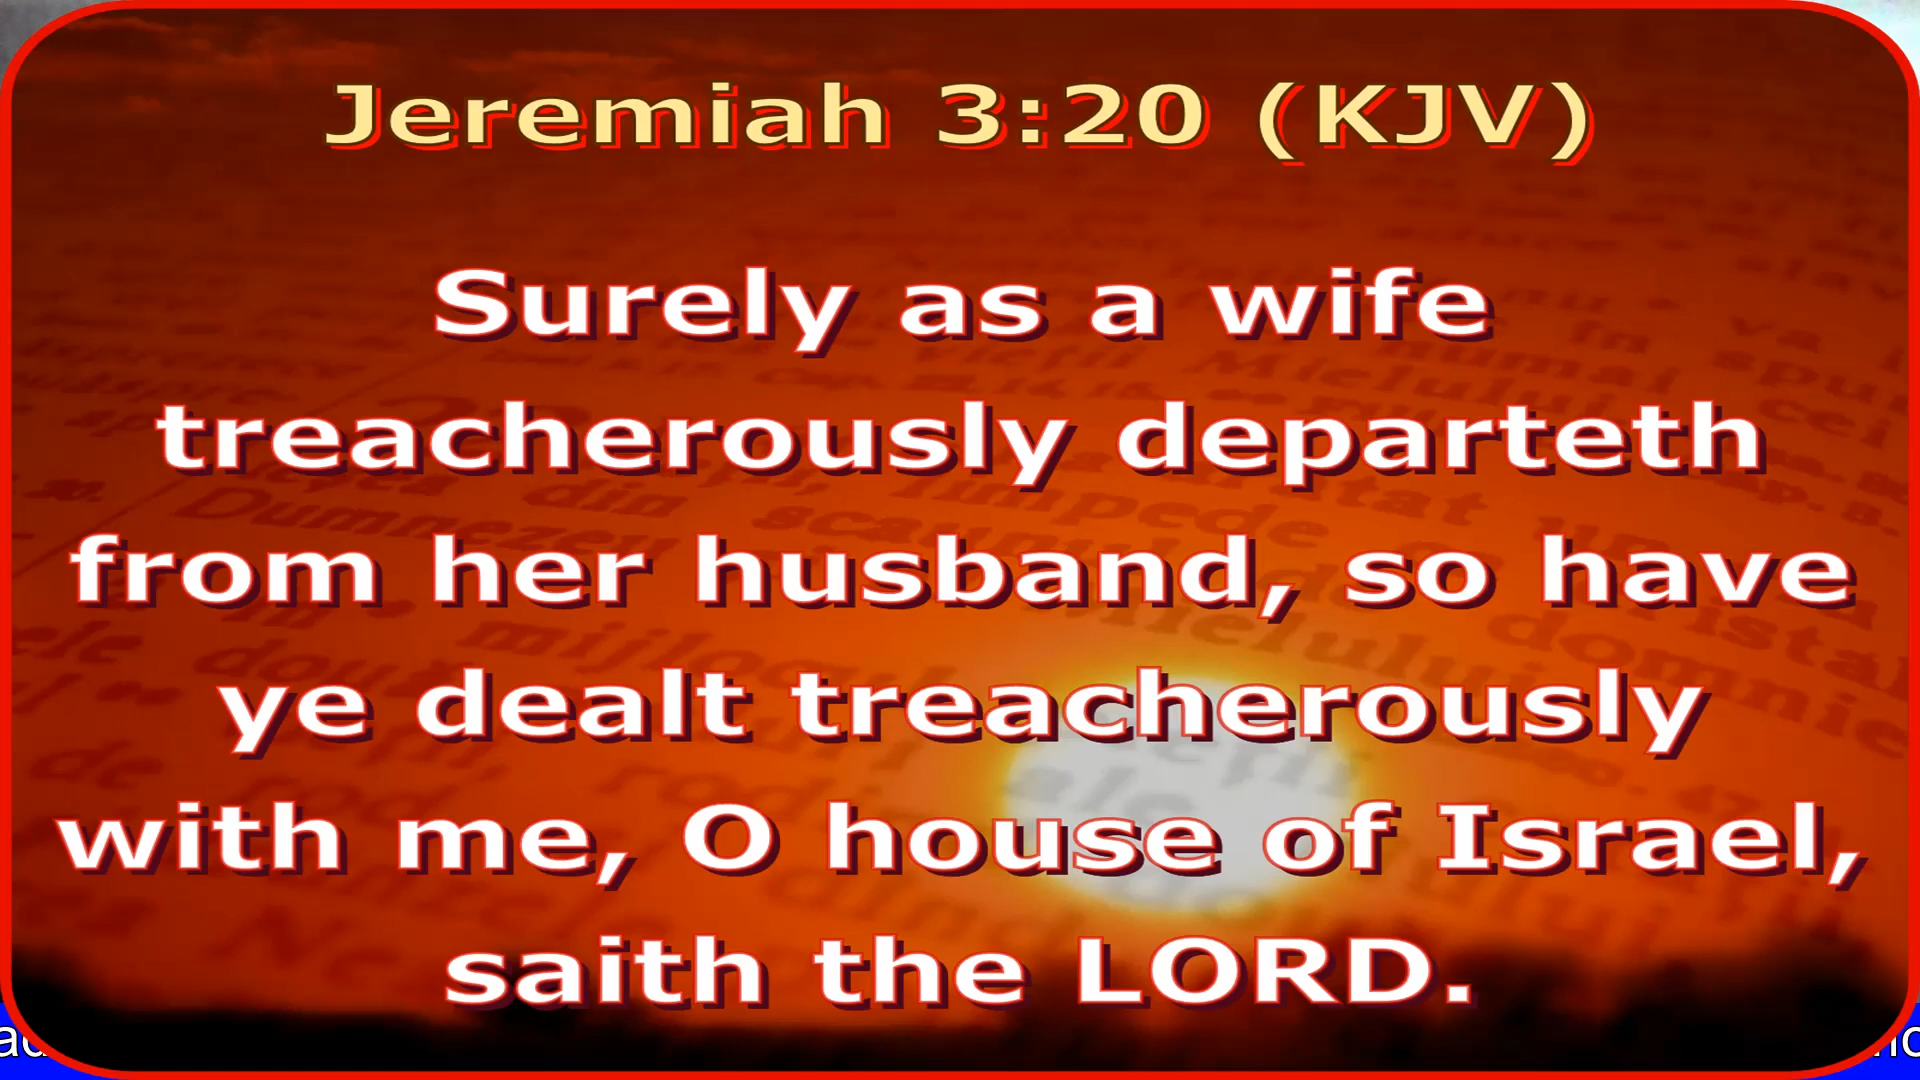 Jeremiah 3:20 (KJV)
Surely as a wife
treacherously departeth
from her husband, so have
ye dealt treacherously
with me, O house of Israel,
saith the LORD.